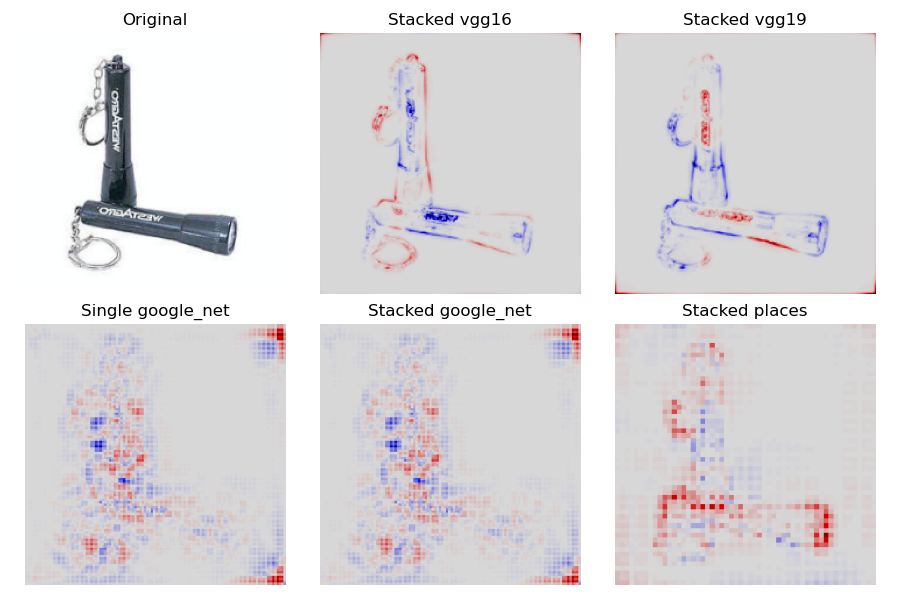 Original
Stacked vgg16
Stacked vgg19
Single google_net
Stacked google_net
Stacked places